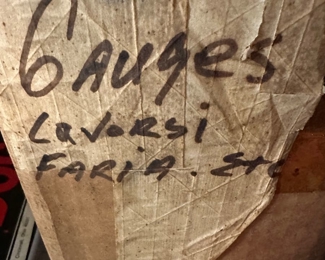 Gauges
Lavorsi
FARiA. Etc